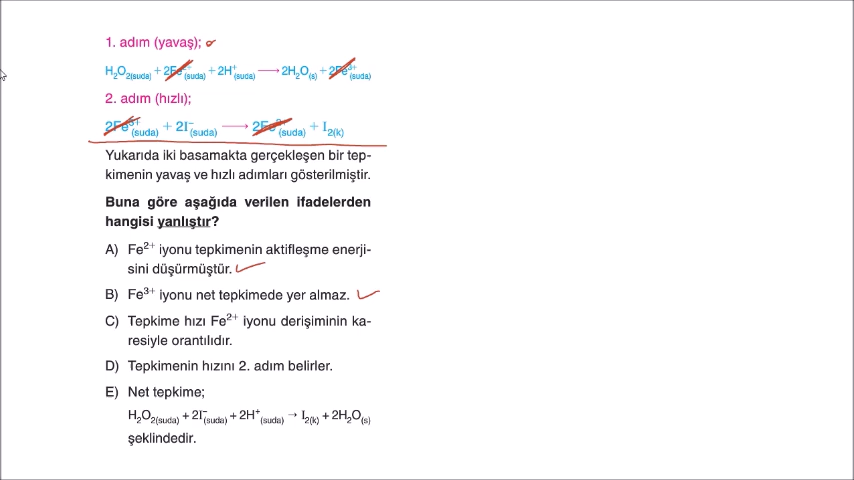 1. adım (yavaş);
H₂O₂(suda) + 2Fe²⁺(suda) + 2H⁺(suda) ⟶ 2H₂O(s) + 2Fe³⁺(suda)
2. adım (hızlı);
2Fe³⁺(suda) + 2I⁻(suda) ⟶ 2Fe²⁺(suda) + I₂(k)
Yukarıda iki basamakta gerçekleşen bir tep-
kimenin yavaş ve hızlı adımları gösterilmiştir.
Buna göre aşağıda verilen ifadelerden
hangisi yanlıştır?
A) Fe²⁺ iyonu tepkimenin aktifleşme enerji-
sini düşürmüştür.
B) Fe³⁺ iyonu net tepkimede yer almaz.
C) Tepkime hızı Fe²⁺ iyonu derişiminin ka-
resiyle orantılıdır.
D) Tepkimenin hızını 2. adım belirler.
E) Net tepkime;
H₂O₂(suda) + 2I⁻(suda) + 2H⁺(suda) → I₂(k) + 2H₂O(s)
şeklindedir.